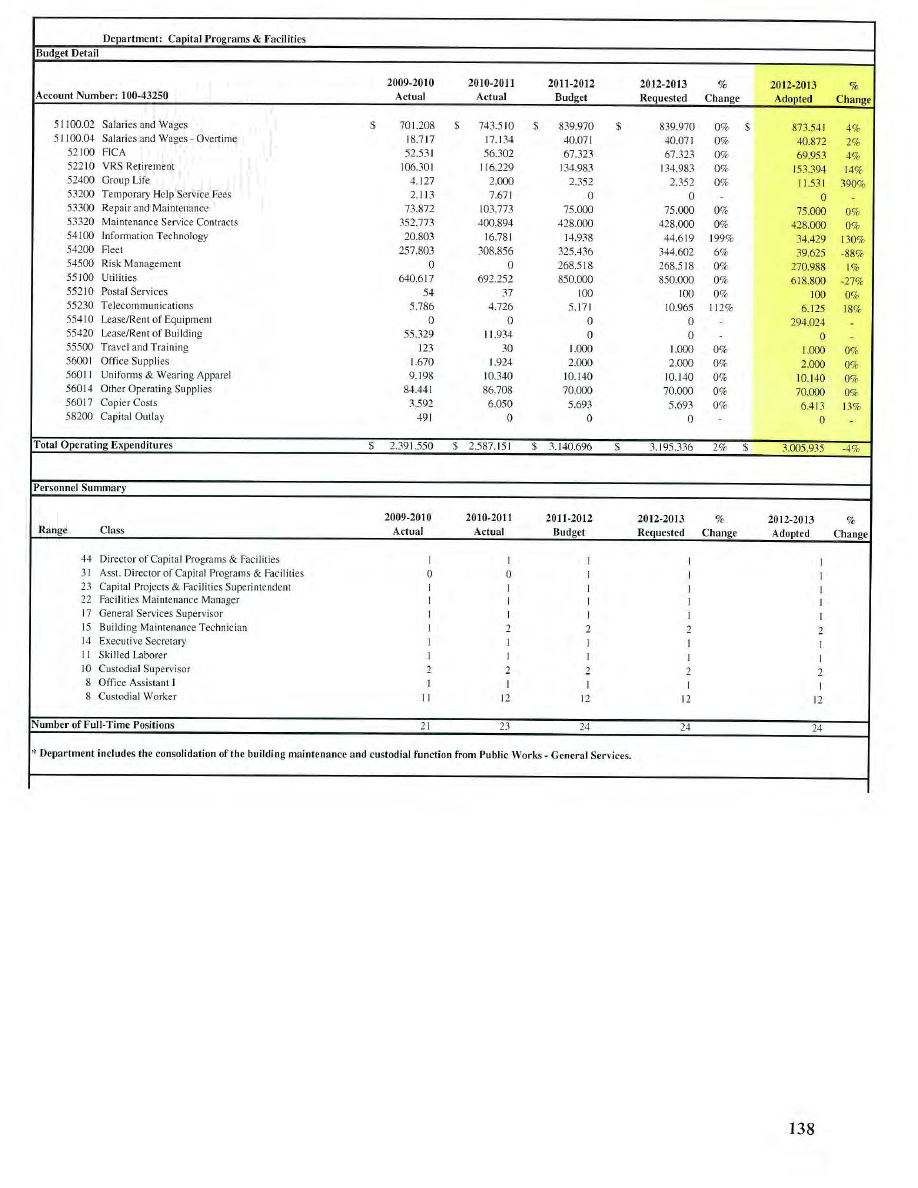 Department: Capital Programs & Facilities
Budget Detail
2009-2010 2010-2011 2011-2012 2012-2013 % 2012-2013 %
Account Number: 100-43250 Actual Actual Budget Requested Change Adopted Change
51100.02 Salaries and Wages $ 701.208 $ 743.510 $ 839.970 $ 839.970 0% $ 873.541 4%
51100.04 Salaries and Wages - Overtime 18.717 17.134 40.071 40.071 0% 40.872 2%
52100 FICA 52.531 56.302 67.323 67.323 0% 69.953 4%
52210 VRS Retirement 106.301 116.229 134.983 134.983 0% 153.394 14%
52400 Group Life 4.127 2.000 2.352 2.352 0% 11.531 390%
53200 Temporary Help Service Fees 2.113 7.671 0 0 - 0 -
53300 Repair and Maintenance 73.872 103.773 75.000 75.000 0% 75.000 0%
53320 Maintenance Service Contracts 352.773 400.894 428.000 428.000 0% 428.000 0%
54100 Information Technology 20.803 16.781 14.938 44.619 199% 34.429 130%
54200 Fleet 257.803 308.856 325.436 344.602 6% 39.625 -88%
54500 Risk Management 0 0 268.518 268.518 0% 270.988 1%
55100 Utilities 640.617 692.252 850.000 850.000 0% 618.800 -27%
55210 Postal Services 54 37 100 100 0% 100 0%
55230 Telecommunications 5.786 4.726 5.171 10.965 112% 6.125 18%
55410 Lease/Rent of Equipment 0 0 0 0 - 294.024 -
55420 Lease/Rent of Building 55.329 11.934 0 0 - 0 -
55500 Travel and Training 123 30 1.000 1.000 0% 1.000 0%
56001 Office Supplies 1.670 1.924 2.000 2.000 0% 2.000 0%
56011 Uniforms & Wearing Apparel 9.198 10.340 10.140 10.140 0% 10.140 0%
56014 Other Operating Supplies 84.441 86.708 70.000 70.000 0% 70.000 0%
56017 Copier Costs 3.592 6.050 5.693 5.693 0% 6.413 13%
58200 Capital Outlay 491 0 0 0 - 0 -
Total Operating Expenditures $ 2.391.550 $ 2.587.151 $ 3.140.696 $ 3.195.336 2% $ 3.005.935 -4%
Personnel Summary
2009-2010 2010-2011 2011-2012 2012-2013 % 2012-2013 %
Range Class Actual Actual Budget Requested Change Adopted Change
44 Director of Capital Programs & Facilities 1 1 1 1 1
31 Asst. Director of Capital Programs & Facilities 0 0 1 1 1
23 Capital Projects & Facilities Superintendent 1 1 1 1 1
22 Facilities Maintenance Manager 1 1 1 1 1
17 General Services Supervisor 1 1 1 1 1
15 Building Maintenance Technician 1 2 2 2 2
14 Executive Secretary 1 1 1 1 1
11 Skilled Laborer 1 1 1 1 1
10 Custodial Supervisor 2 2 2 2 2
8 Office Assistant I 1 1 1 1 1
8 Custodial Worker 11 12 12 12 12
Number of Full-Time Positions 21 23 24 24 24
* Department includes the consolidation of the building maintenance and custodial function from Public Works - General Services.
138